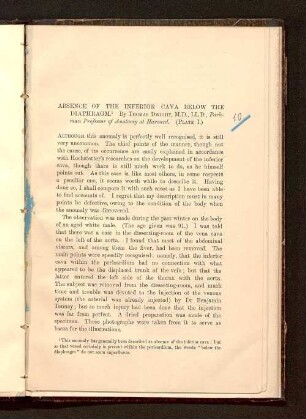 ABSENCE OF THE INFERIOR CAVA BELOW THE
DIAPHRAGM.¹ By THOMAS DWIGHT, M.D., LL.D., Park-
man Professor of Anatomy at Harvard. (PLATE I.)
10
ALTHOUGH this anomaly is perfectly well recognised, it is still
very uncommon. The chief points of the manner, though not
the cause, of its occurrence are easily explained in accordance
with Hochstetter's researches on the development of the inferior
cava, though there is still much work to do, as he himself
points out. As this case is, like most others, in some respects
a peculiar one, it seems worth while to describe it. Having
done so, I shall compare it with such others as I have been able
to find accounts of. I regret that my description must in many
points be defective, owing to the condition of the body when
the anomaly was discovered.
The observation was made during the past winter on the body
of an aged white male. (The age given was 91.) I was told
that there was a case in the dissecting-room of the vena cava
on the left of the aorta. I found that most of the abdominal
viscera, and among them the liver, had been removed. The
main points were speedily recognised: namely, that the inferior
cava within the pericardium had no connection with what
appeared to be the displaced trunk of the vein; but that the
latter entered the left side of the thorax with the aorta.
The subject was removed from the dissecting-room, and much
time and trouble was devoted to the injection of the venous
system (the arterial was already injected) by Dr Benjamin
Tenney; but so much injury had been done that the injection
was far from perfect. A dried preparation was made of the
specimen. Three photographs were taken from it to serve as
basis for the illustrations.
¹ This anomaly has generally been described as absence of the inferior cava; but
as that vessel certainly is present within the pericardium, the words "below the
diaphragm" do not seem superfluous.